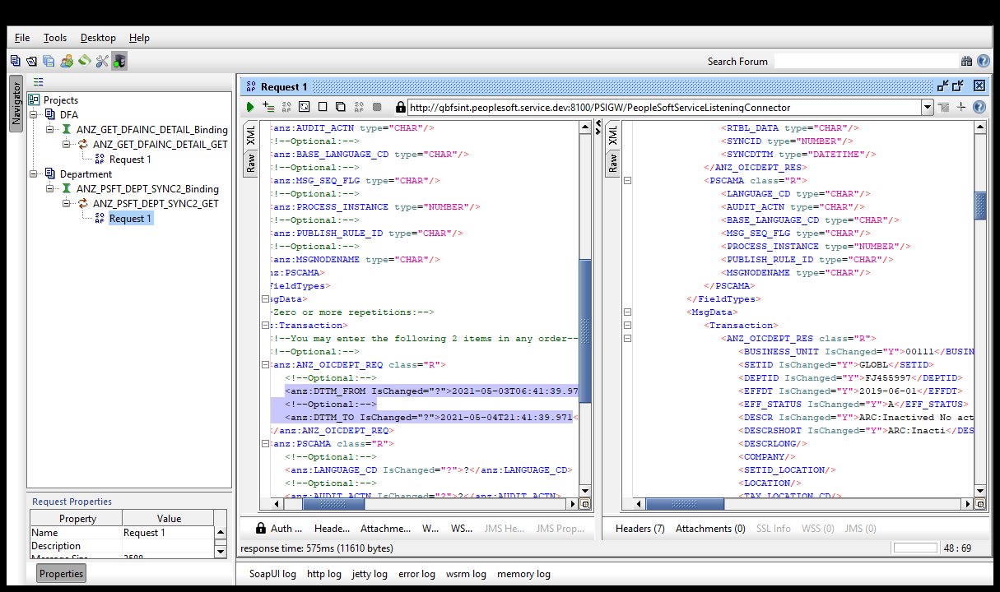 File Tools Desktop Help
Search Forum
Navigator
Projects
DFA
ANZ_GET_DFAINC_DETAIL_Binding
ANZ_GET_DFAINC_DETAIL_GET
Request 1
Department
ANZ_PSFT_DEPT_SYNC2_Binding
ANZ_PSFT_DEPT_SYNC2_GET
Request 1
Request Properties
Property Value
Name Request 1
Description
Message Size 2588
Properties
Request 1
http://qbfsint.peoplesoft.service.dev:8100/PSIGW/PeopleSoftServiceListeningConnector
XML
Raw
<anz:AUDIT_ACTN type="CHAR"/>
<!--Optional:-->
<anz:BASE_LANGUAGE_CD type="CHAR"/>
<!--Optional:-->
<anz:MSG_SEQ_FLG type="CHAR"/>
<!--Optional:-->
<anz:PROCESS_INSTANCE type="NUMBER"/>
<!--Optional:-->
<anz:PUBLISH_RULE_ID type="CHAR"/>
<!--Optional:-->
<anz:MSGNODENAME type="CHAR"/>
nz:PSCAMA>
FieldTypes>
sgData>
-Zero or more repetitions:-->
z:Transaction>
<!--You may enter the following 2 items in any order--
<!--Optional:-->
<anz:ANZ_OICDEPT_REQ class="R">
<!--Optional:-->
<anz:DTTM_FROM IsChanged="?">2021-05-03T06:41:39.97
<!--Optional:-->
<anz:DTTM_TO IsChanged="?">2021-05-04T21:41:39.971<
</anz:ANZ_OICDEPT_REQ>
<anz:PSCAMA class="R">
<!--Optional:-->
<anz:LANGUAGE_CD IsChanged="?">?</anz:LANGUAGE_CD>
<!--Optional:-->
<anz:AUDIT_ACTN IsChanged="?">?</anz:AUDIT_ACTN>
Auth ... Heade... Attachme... W... WS... JMS He... JMS Prop...
XML
Raw
<RTBL_DATA type="CHAR"/>
<SYNCID type="NUMBER"/>
<SYNCDTTM type="DATETIME"/>
</ANZ_OICDEPT_RES>
<PSCAMA class="R">
<LANGUAGE_CD type="CHAR"/>
<AUDIT_ACTN type="CHAR"/>
<BASE_LANGUAGE_CD type="CHAR"/>
<MSG_SEQ_FLG type="CHAR"/>
<PROCESS_INSTANCE type="NUMBER"/>
<PUBLISH_RULE_ID type="CHAR"/>
<MSGNODENAME type="CHAR"/>
</PSCAMA>
</FieldTypes>
<MsgData>
<Transaction>
<ANZ_OICDEPT_RES class="R">
<BUSINESS_UNIT IsChanged="Y">00111</BUSIN
<SETID IsChanged="Y">GLOBL</SETID>
<DEPTID IsChanged="Y">FJ455997</DEPTID>
<EFFDT IsChanged="Y">2019-06-01</EFFDT>
<EFF_STATUS IsChanged="Y">A</EFF_STATUS>
<DESCR IsChanged="Y">ARC:Inactived No act
<DESCRSHORT IsChanged="Y">ARC:Inacti</DES
<DESCRLONG/>
<COMPANY/>
<SETID_LOCATION/>
<LOCATION/>
<TAX_LOCATION_CD/>
Headers (7) Attachments (0) SSL Info WSS (0) JMS (0)
response time: 575ms (11610 bytes)
48 : 69
SoapUI log http log jetty log error log wsrm log memory log